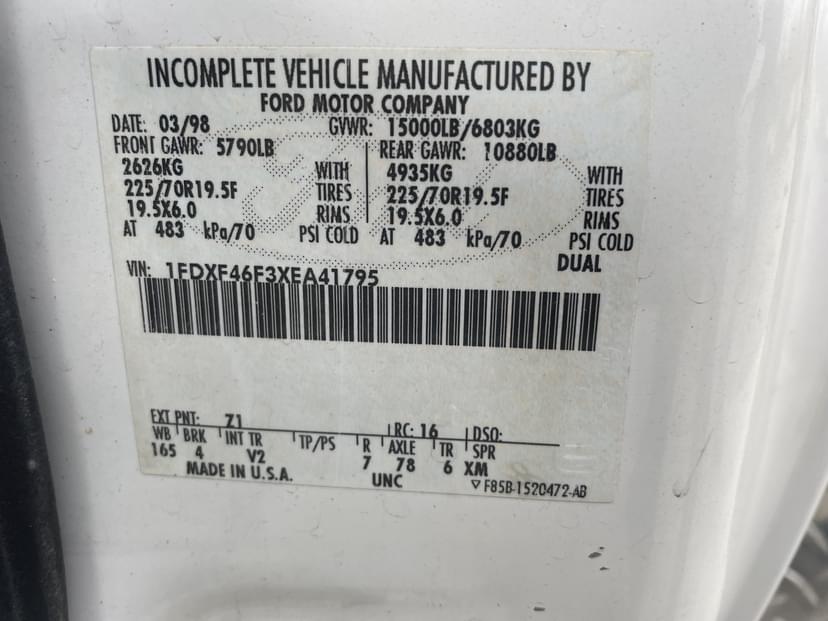 INCOMPLETE VEHICLE MANUFACTURED BY
FORD MOTOR COMPANY
DATE: 03/98 GVWR: 15000LB/6803KG
FRONT GAWR: 5790LB REAR GAWR: 10880LB
2626KG WITH 4935KG WITH
225/70R19.5F TIRES 225/70R19.5F TIRES
19.5X6.0 RIMS 19.5X6.0 RIMS
AT 483 kPa/70 PSI COLD AT 483 kPa/70 PSI COLD
DUAL
VIN: 1FDXF46F3XEA41795
EXT PNT: Z1 RC: 16 DSO:
WB BRK INT TR TP/PS R AXLE TR SPR
165 4 V2 7 78 6 XM
MADE IN U.S.A. UNC F85B-1520472-AB